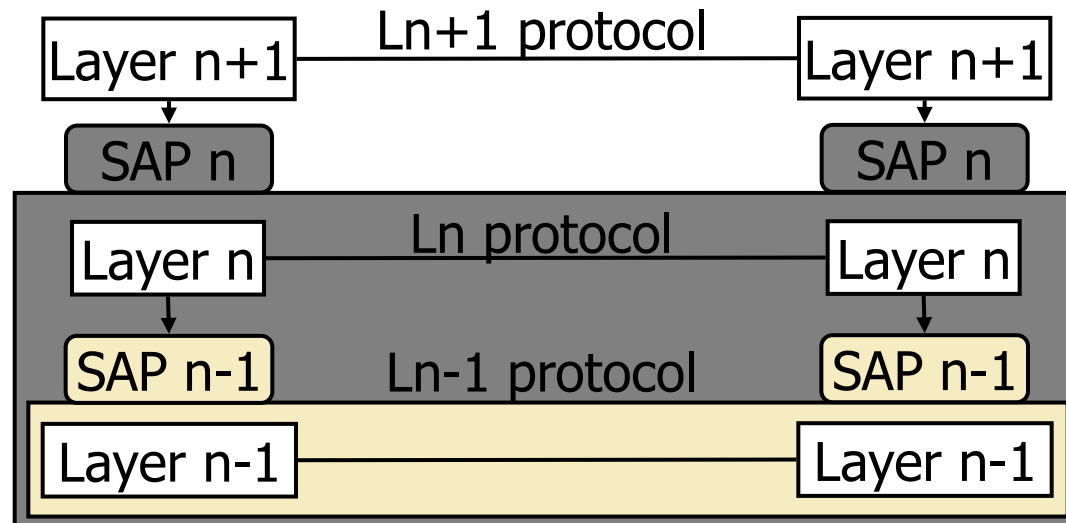 Ln+1 protocol
Layer n+1 Layer n+1
SAP n SAP n
Ln protocol
Layer n Layer n
SAP n-1 Ln-1 protocol SAP n-1
Layer n-1 Layer n-1